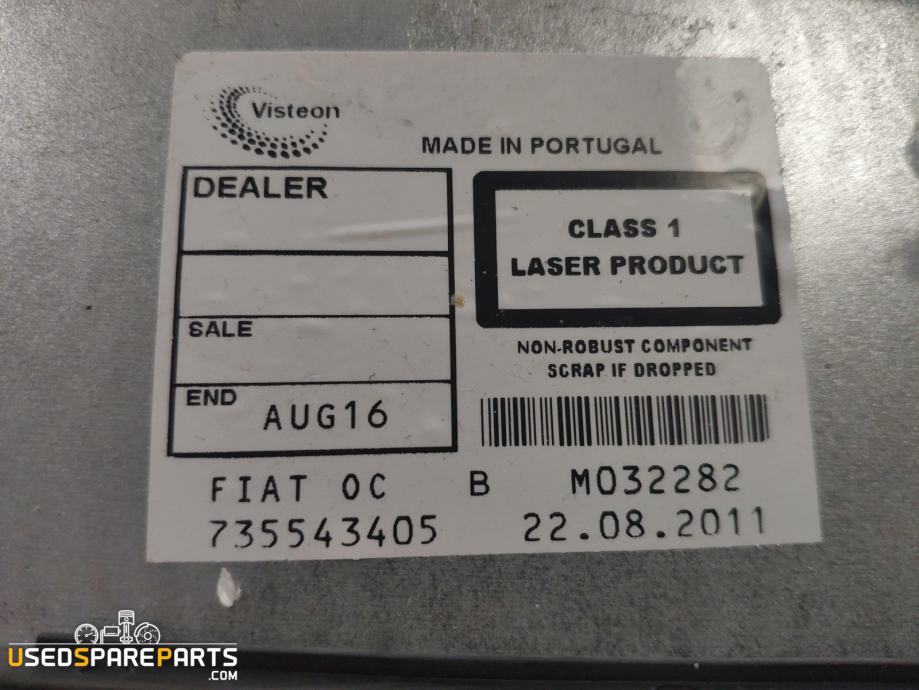 Visteon
MADE IN PORTUGAL
DEALER
CLASS 1
LASER PRODUCT
SALE
NON-ROBUST COMPONENT
SCRAP IF DROPPED
END AUG16
FIAT OC B M032282
735543405 22.08.2011
USEDSPAREPARTS
.COM